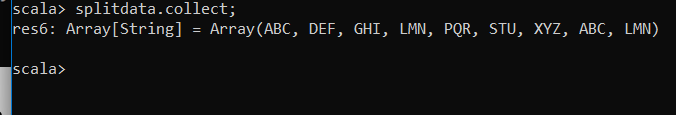 scala> splitdata.collect;
res6: Array[String] = Array(ABC, DEF, GHI, LMN, PQR, STU, XYZ, ABC, LMN)
scala>